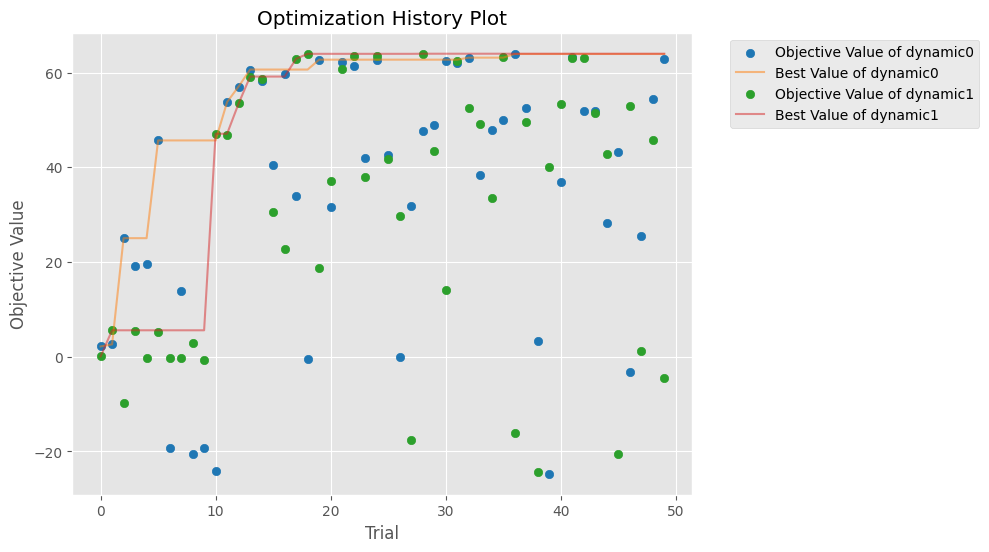 Optimization History Plot
Objective Value of dynamic0
Best Value of dynamic0
Objective Value of dynamic1
Best Value of dynamic1
Objective Value
60
40
20
0
−20
0
10
20
30
40
50
Trial